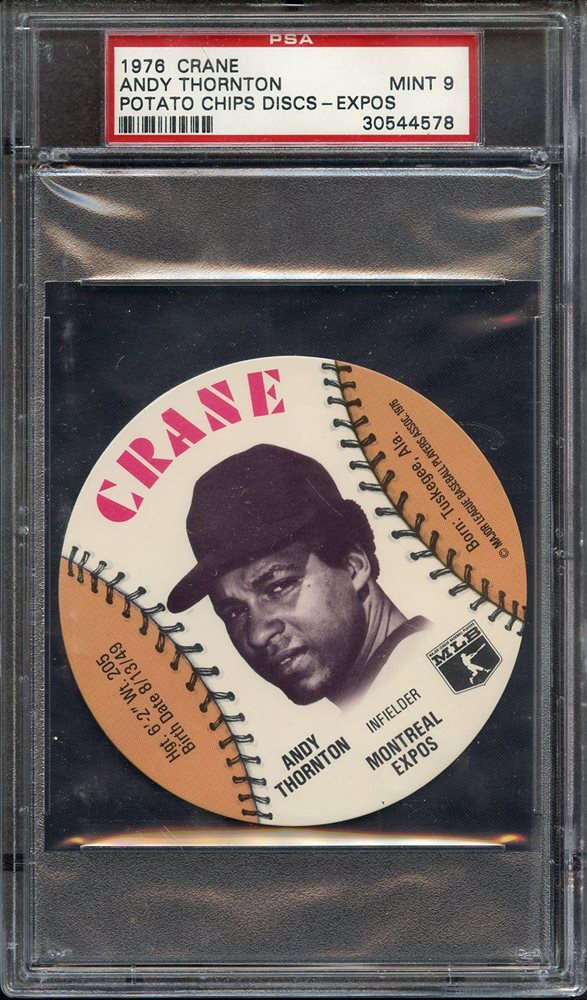 PSA
1976 CRANE
ANDY THORNTON MINT 9
POTATO CHIPS DISCS-EXPOS
30544578
CRANE
Born: Tuskegee, Ala.
© MAJOR LEAGUE BASEBALL PLAYERS ASSOC. 1976
Hgt. 6'-2" Wt. 205
Birth Date 8/13/49
MLB
ANDY
THORNTON
INFIELDER
MONTREAL
EXPOS